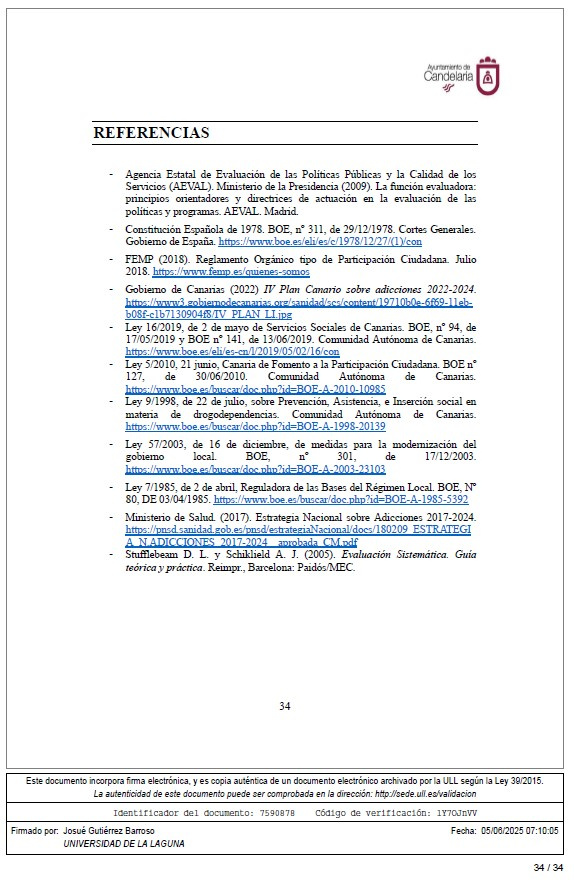 Ayuntamiento de
Candelaria
REFERENCIAS
- Agencia Estatal de Evaluación de las Políticas Públicas y la Calidad de los
Servicios (AEVAL). Ministerio de la Presidencia (2009). La función evaluadora:
principios orientadores y directrices de actuación en la evaluación de las
políticas y programas. AEVAL. Madrid.
- Constitución Española de 1978. BOE, nº 311, de 29/12/1978. Cortes Generales.
Gobierno de España. https://www.boe.es/eli/es/c/1978/12/27/(1)/con
- FEMP (2018). Reglamento Orgánico tipo de Participación Ciudadana. Julio
2018. https://www.femp.es/quienes-somos
- Gobierno de Canarias (2022) IV Plan Canario sobre adicciones 2022-2024.
https://www3.gobiernodecanarias.org/sanidad/scs/content/19710b0e-6f69-11eb-
b08f-c1b7130904f8/IV_PLAN_LI.jpg
- Ley 16/2019, de 2 de mayo de Servicios Sociales de Canarias. BOE, nº 94, de
17/05/2019 y BOE nº 141, de 13/06/2019. Comunidad Autónoma de Canarias.
https://www.boe.es/eli/es-cn/l/2019/05/02/16/con
- Ley 5/2010, 21 junio, Canaria de Fomento a la Participación Ciudadana. BOE nº
127, de 30/06/2010. Comunidad Autónoma de Canarias.
https://www.boe.es/buscar/doc.php?id=BOE-A-2010-10985
- Ley 9/1998, de 22 de julio, sobre Prevención, Asistencia, e Inserción social en
materia de drogodependencias. Comunidad Autónoma de Canarias.
https://www.boe.es/buscar/doc.php?id=BOE-A-1998-20139
- Ley 57/2003, de 16 de diciembre, de medidas para la modernización del
gobierno local. BOE, nº 301, de 17/12/2003.
https://www.boe.es/buscar/doc.php?id=BOE-A-2003-23103
- Ley 7/1985, de 2 de abril, Reguladora de las Bases del Régimen Local. BOE, Nº
80, DE 03/04/1985. https://www.boe.es/buscar/doc.php?id=BOE-A-1985-5392
- Ministerio de Salud. (2017). Estrategia Nacional sobre Adicciones 2017-2024.
https://pnsd.sanidad.gob.es/pnsd/estrategiaNacional/docs/180209_ESTRATEGI
A_N.ADICCIONES_2017-2024__aprobada_CM.pdf
- Stufflebeam D. L. y Schiklield A. J. (2005). Evaluación Sistemática. Guía
teórica y práctica. Reimpr., Barcelona: Paidós/MEC.
34
Este documento incorpora firma electrónica, y es copia auténtica de un documento electrónico archivado por la ULL según la Ley 39/2015.
La autenticidad de este documento puede ser comprobada en la dirección: http://sede.ull.es/validacion
Identificador del documento: 7590878 Código de verificación: 1Y7OJnVV
Firmado por: Josué Gutiérrez Barroso Fecha: 05/06/2025 07:10:05
UNIVERSIDAD DE LA LAGUNA
34 / 34